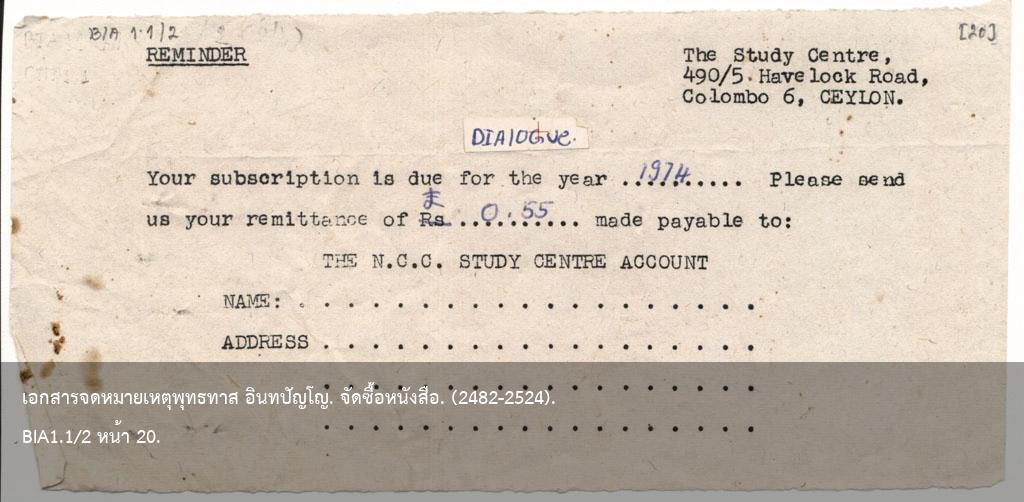 BIA 1.1/2
[20]
REMINDER
The Study Centre,
490/5 Havelock Road,
Colombo 6, CEYLON.
DIAlOGUe.
Your subscription is due for the year ..1974.... Please send
us your remittance of Rs ..0.55.... made payable to:
THE N.C.C. STUDY CENTRE ACCOUNT
NAME: . . . . . . . . . . . . . . . . . . .
ADDRESS . . . . . . . . . . . . . . . . . .
. . . . . . . . . . . . . . . . . .
. . . . . . . . . . . . . . . . . .
เอกสารจดหมายเหตุพุทธทาส อินทปัญโญ. จัดซื้อหนังสือ. (2482-2524).
BIA1.1/2 หน้า 20.